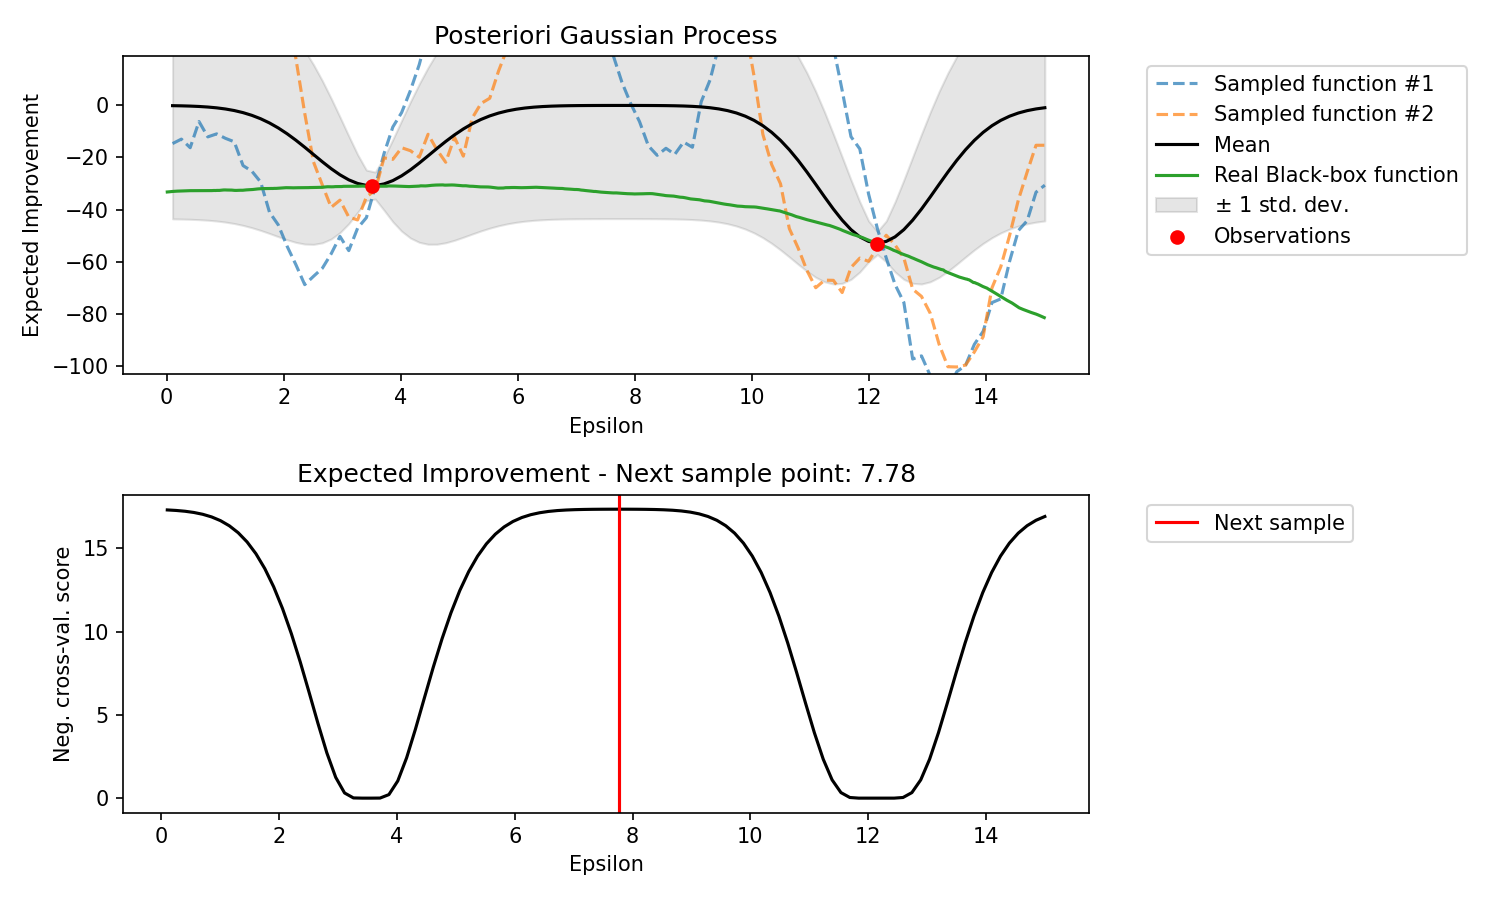 Posteriori Gaussian Process
Expected Improvement
0
−20
−40
−60
−80
−100
0 2 4 6 8 10 12 14
Epsilon
Sampled function #1
Sampled function #2
Mean
Real Black-box function
± 1 std. dev.
Observations
Expected Improvement - Next sample point: 7.78
Neg. cross-val. score
15
10
5
0
0 2 4 6 8 10 12 14
Epsilon
Next sample